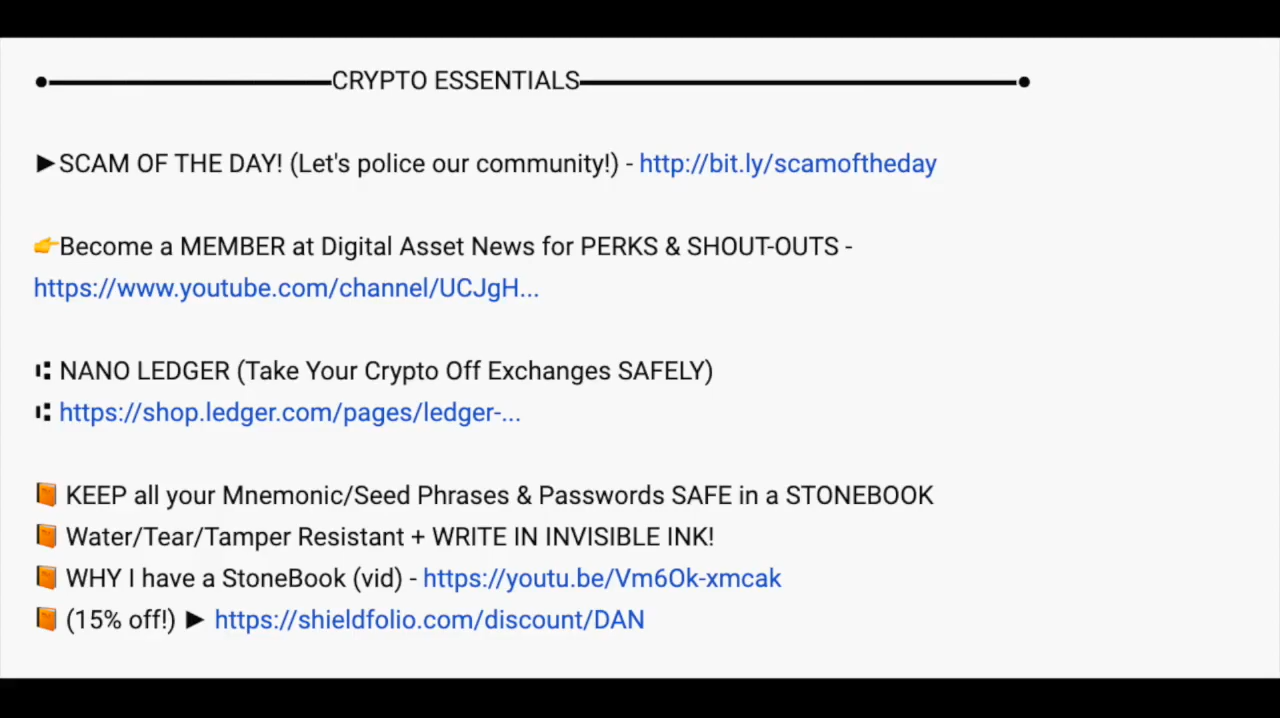 ●━━━━━━━━━━CRYPTO ESSENTIALS━━━━━━━━━━━━━━━●
►SCAM OF THE DAY! (Let's police our community!) - http://bit.ly/scamoftheday
👉Become a MEMBER at Digital Asset News for PERKS & SHOUT-OUTS -
https://www.youtube.com/channel/UCJgH...
⑆ NANO LEDGER (Take Your Crypto Off Exchanges SAFELY)
⑆ https://shop.ledger.com/pages/ledger-...
📙 KEEP all your Mnemonic/Seed Phrases & Passwords SAFE in a STONEBOOK
📙 Water/Tear/Tamper Resistant + WRITE IN INVISIBLE INK!
📙 WHY I have a StoneBook (vid) - https://youtu.be/Vm6Ok-xmcak
📙 (15% off!) ► https://shieldfolio.com/discount/DAN